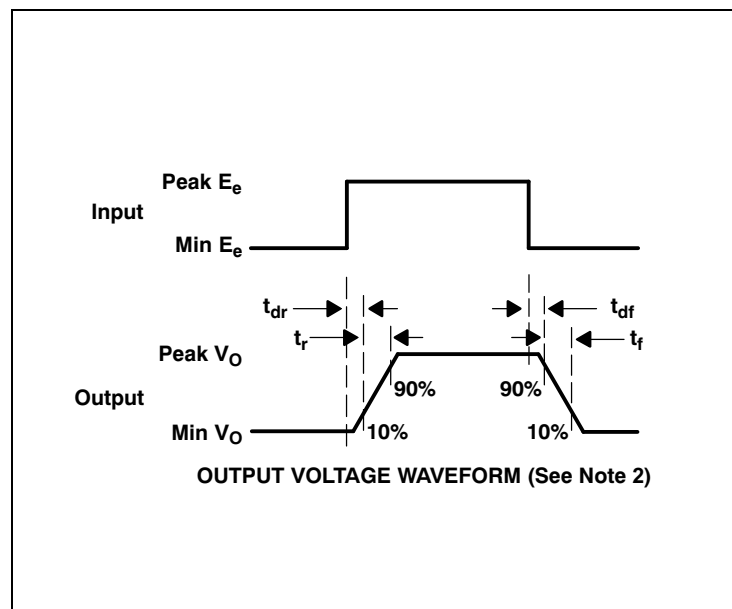 Peak Ee
Input
Min Ee
tdr
tdf
tr
tf
Peak VO
90%
90%
Output
10%
10%
Min VO
OUTPUT VOLTAGE WAVEFORM (See Note 2)